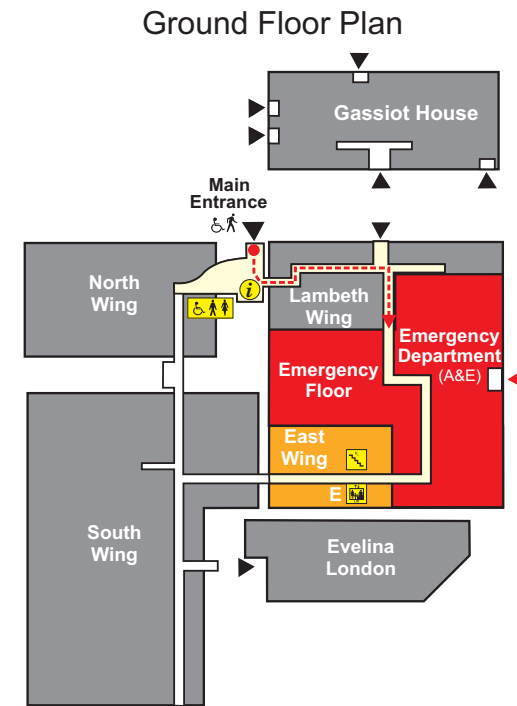 Ground Floor Plan
Gassiot House
Main
Entrance
North
Wing
i
Lambeth
Wing
Emergency
Department
(A&E)
Emergency
Floor
East
Wing
E
South
Wing
Evelina
London